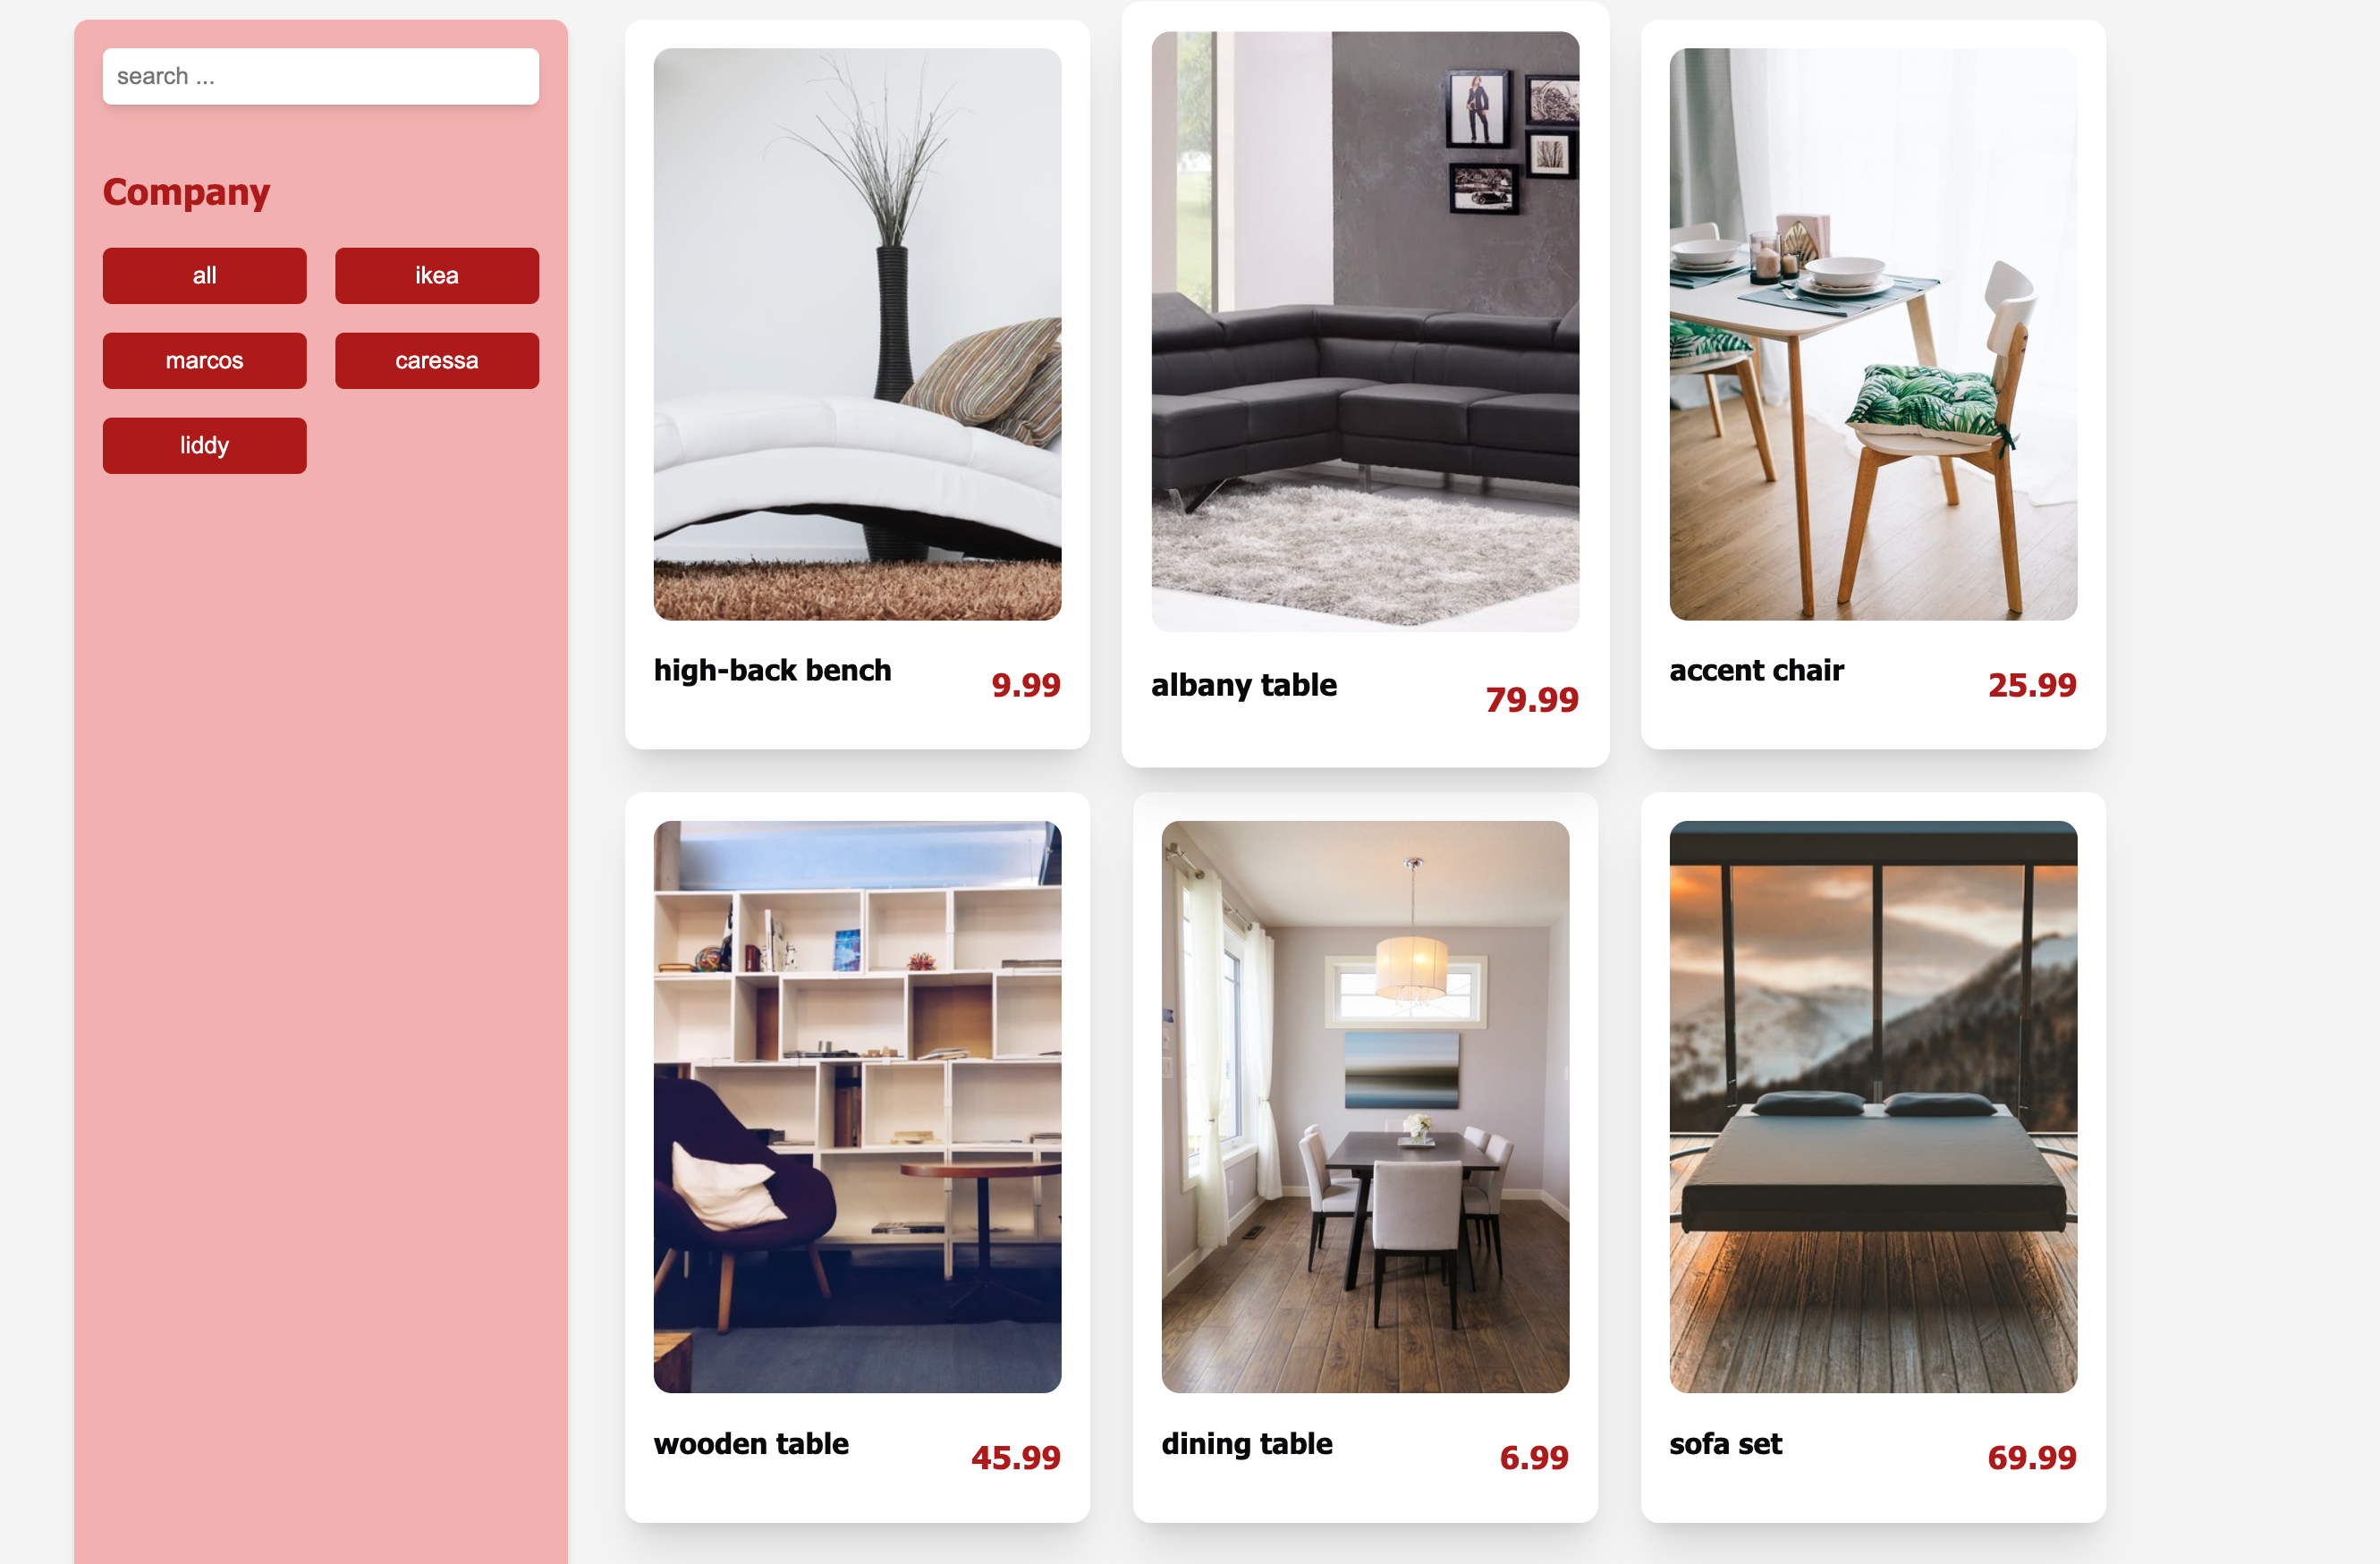 search ...
Company
all
ikea
marcos
caressa
liddy
high-back bench
9.99
albany table
79.99
accent chair
25.99
wooden table
45.99
dining table
6.99
sofa set
69.99